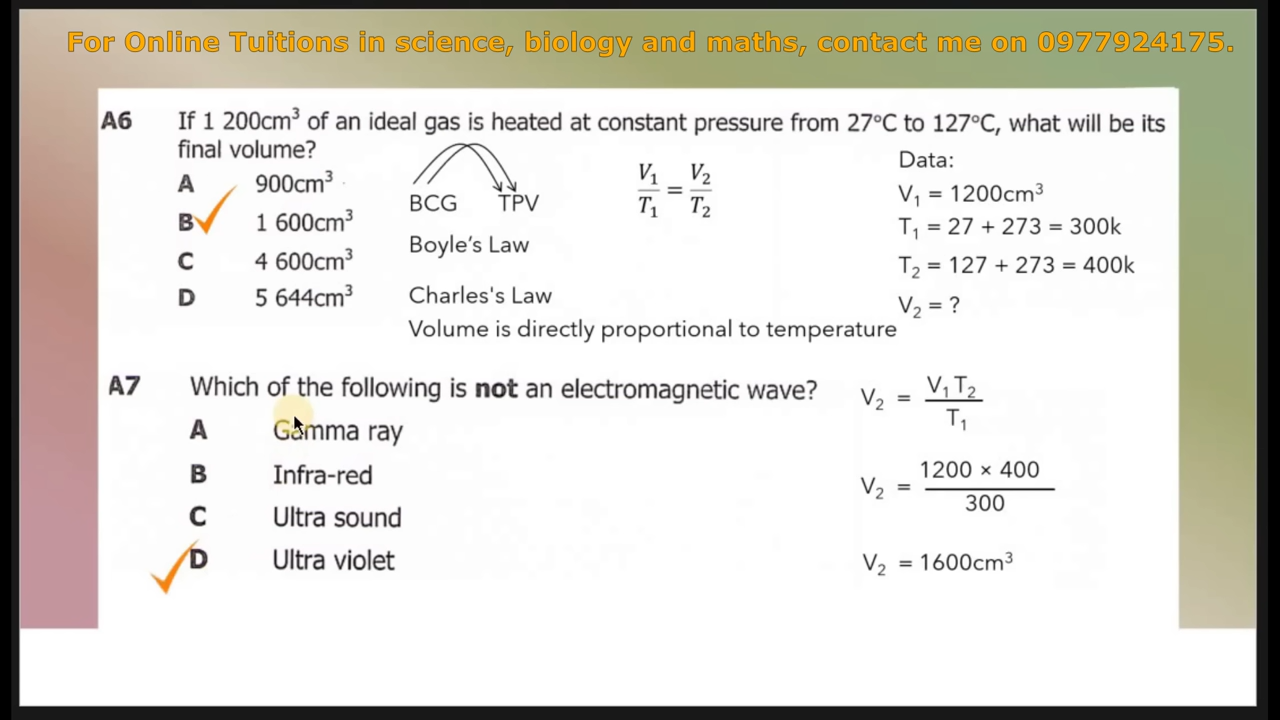 For Online Tuitions in science, biology and maths, contact me on 0977924175.
A6 If 1 200cm³ of an ideal gas is heated at constant pressure from 27°C to 127°C, what will be its
final volume?
A 900cm³
B 1 600cm³
C 4 600cm³
D 5 644cm³
BCG TPV
Boyle's Law
Charles's Law
Volume is directly proportional to temperature
V₁/T₁ = V₂/T₂
Data:
V₁ = 1200cm³
T₁ = 27 + 273 = 300k
T₂ = 127 + 273 = 400k
V₂ = ?
V₂ = V₁T₂/T₁
V₂ = 1200 × 400/300
V₂ = 1600cm³
A7 Which of the following is not an electromagnetic wave?
A Gamma ray
B Infra-red
C Ultra sound
D Ultra violet